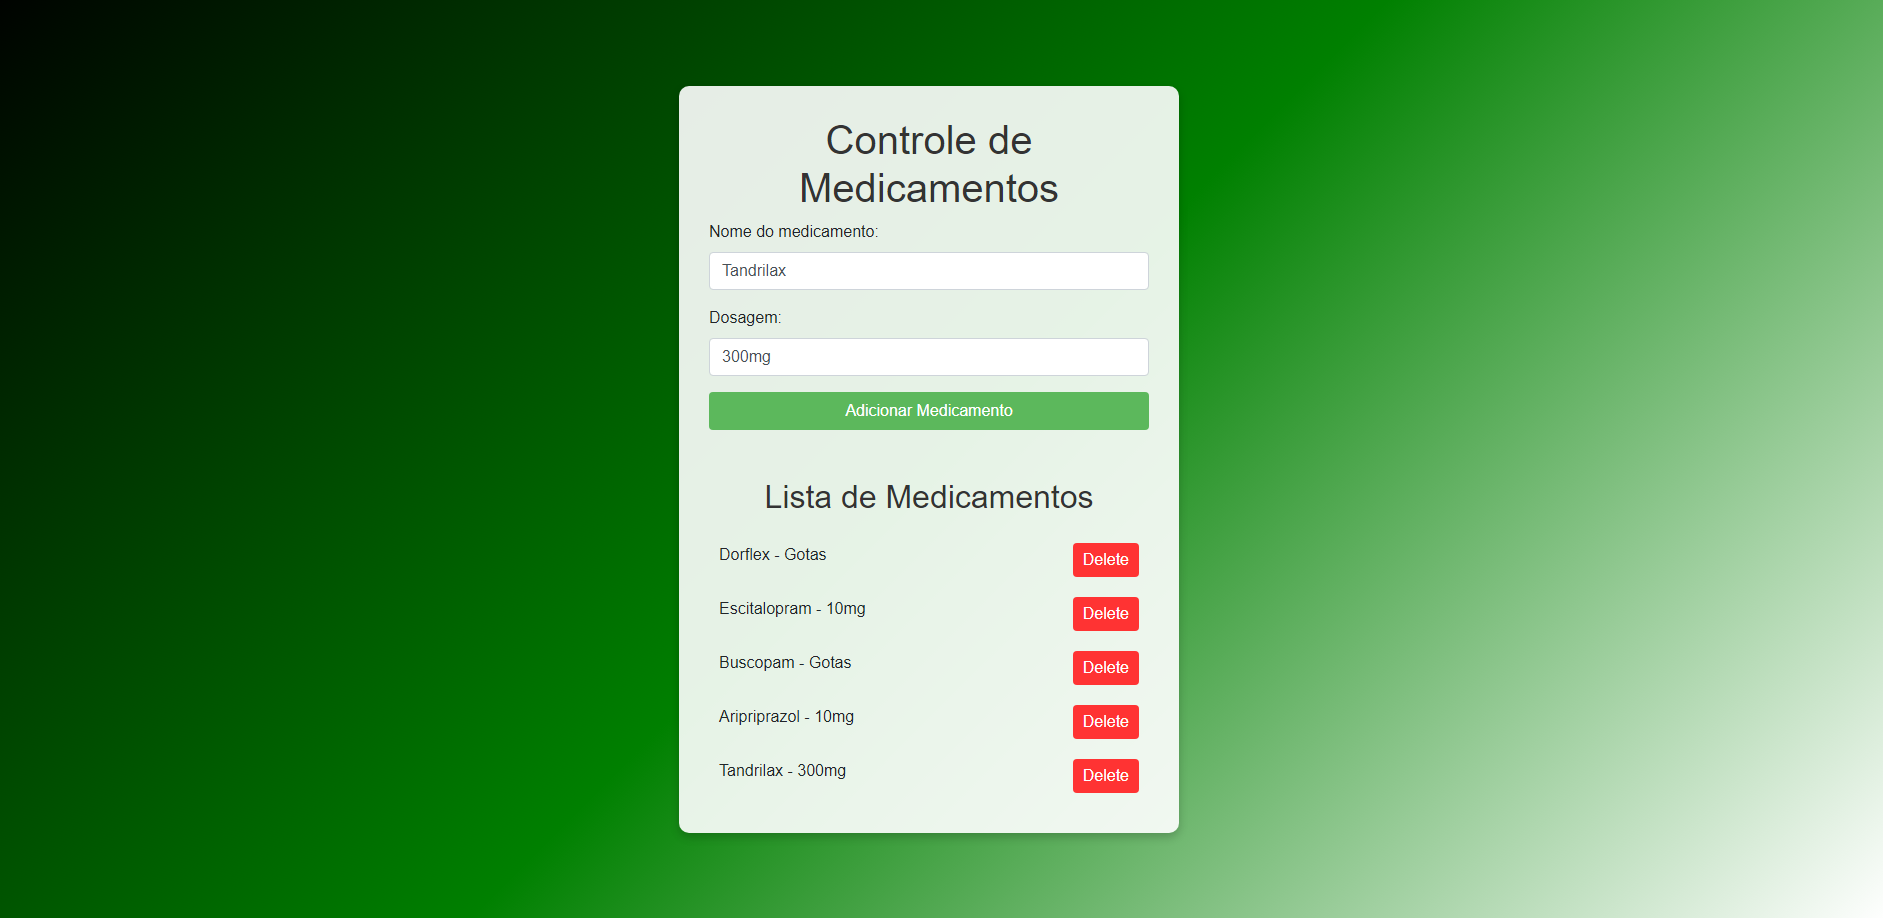 Controle de
Medicamentos
Nome do medicamento:
Tandrilax
Dosagem:
300mg
Adicionar Medicamento
Lista de Medicamentos
Dorflex - Gotas
Delete
Escitalopram - 10mg
Delete
Buscopam - Gotas
Delete
Aripriprazol - 10mg
Delete
Tandrilax - 300mg
Delete